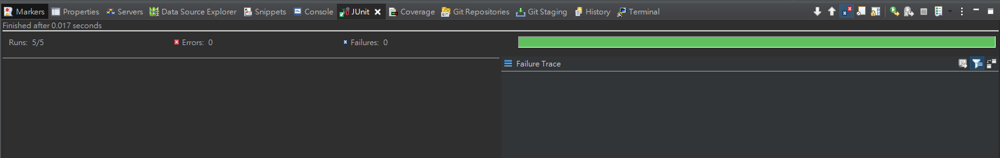 Markers Properties Servers Data Source Explorer Snippets Console JUnit Coverage Git Repositories Git Staging History Terminal
Finished after 0.017 seconds
Runs: 5/5 Errors: 0 Failures: 0
Failure Trace